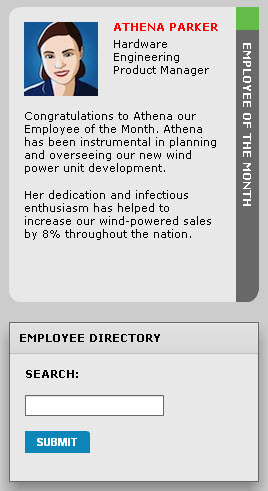 ATHENA PARKER
Hardware
Engineering
Product Manager
EMPLOYEE OF THE MONTH
Congratulations to Athena our
Employee of the Month. Athena
has been instrumental in planning
and overseeing our new wind
power unit development.
Her dedication and infectious
enthusiasm has helped to
increase our wind-powered sales
by 8% throughout the nation.
EMPLOYEE DIRECTORY
SEARCH:
SUBMIT